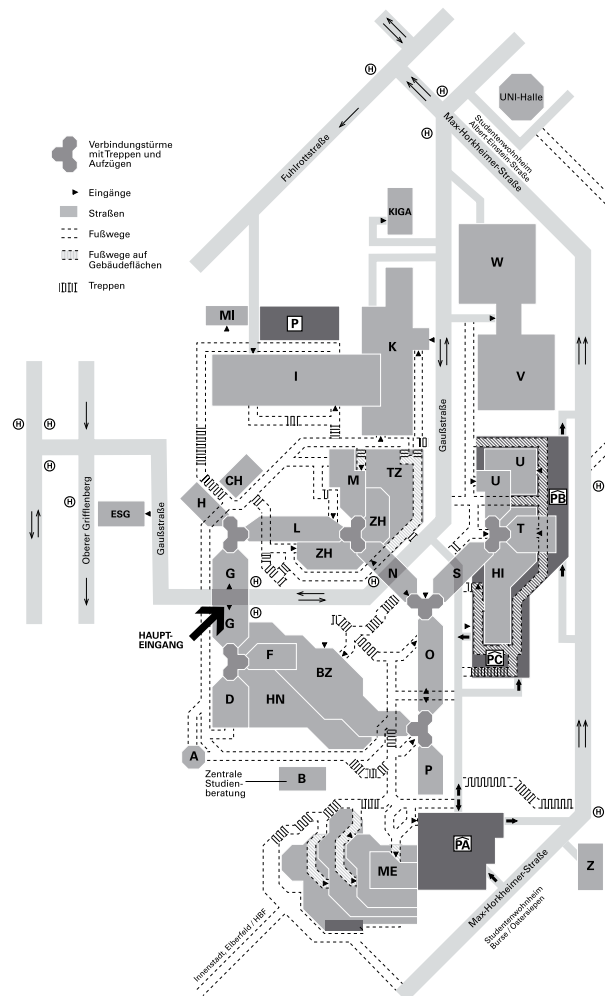 H
H
H
UNI-Halle
Studentenwohnheim
Albert-Einstein-Straße
Max-Horkheimer-Straße
Fuhlrottstraße
Verbindungstürme
mit Treppen und
Aufzügen
Eingänge
Straßen
Fußwege
Fußwege auf
Gebäudeflächen
Treppen
KIGA
W
MI
P
K
I
V
Gaußstraße
H
H
H
H
Oberer Grifflenberg
ESG
Gaußstraße
CH
H
M
TZ
ZH
L
ZH
U
U
PB
H
T
N
S
HI
G
H
H
H
G
HAUPT-
EINGANG
F
BZ
O
PC
D
HN
A
Zentrale
Studien-
beratung
B
P
PA
H
ME
Z
Max-Horkheimer-Straße
Studentenwohnheim
Burse / Ostersiepen
Innenstadt, Elberfeld / HBF